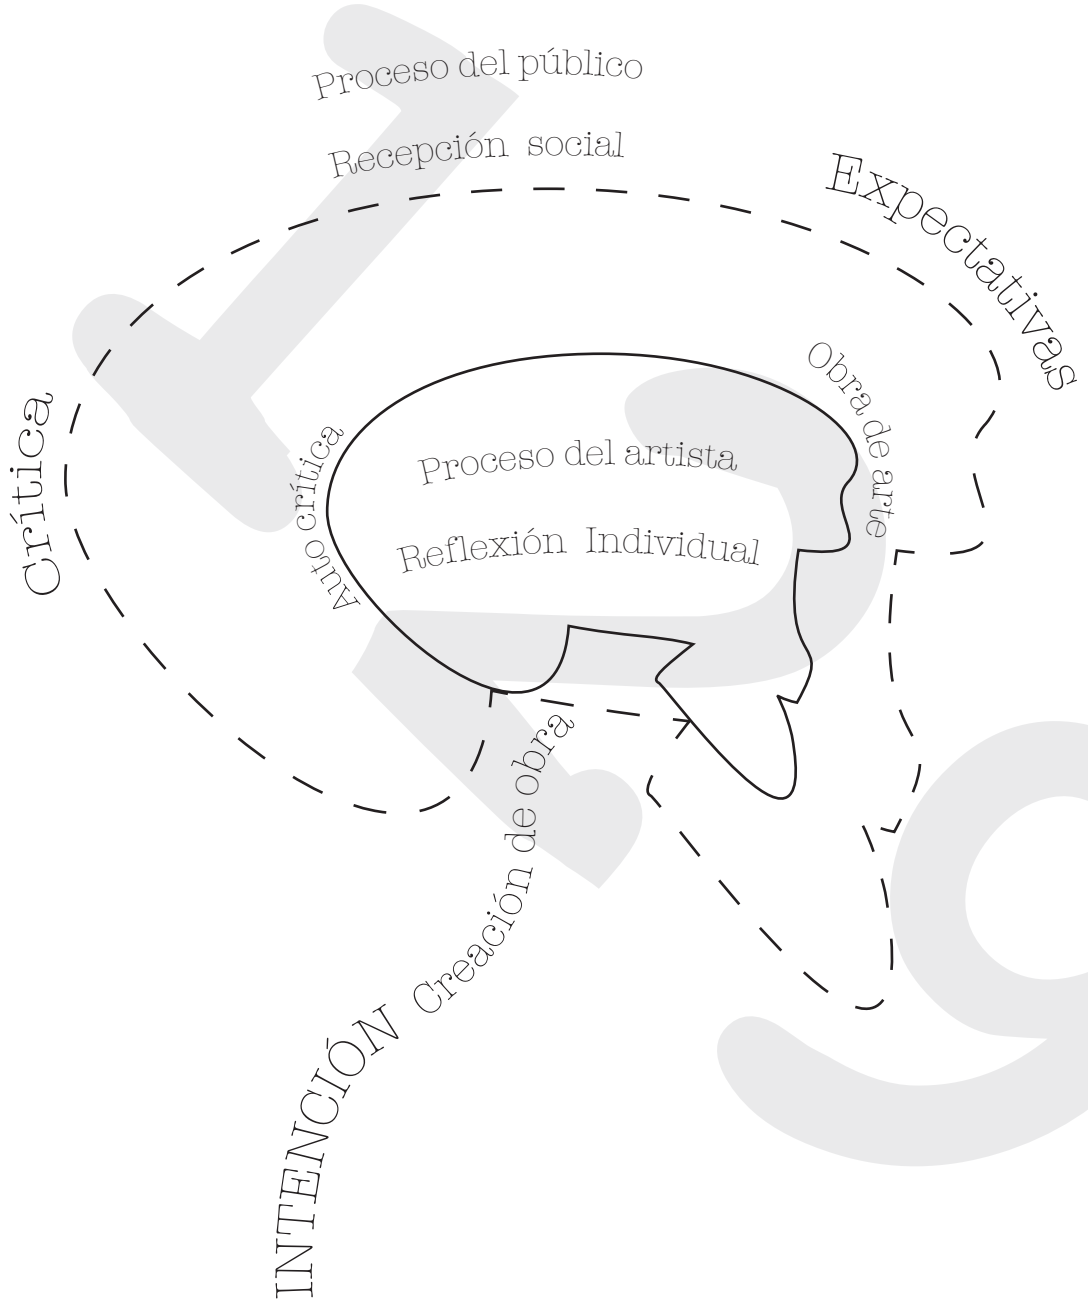 Proceso del público
Recepción social
Expectativas
Crítica
Obra de arte
Auto crítica
Proceso del artista
Reflexión Individual
INTENCIÓN Creación de obra